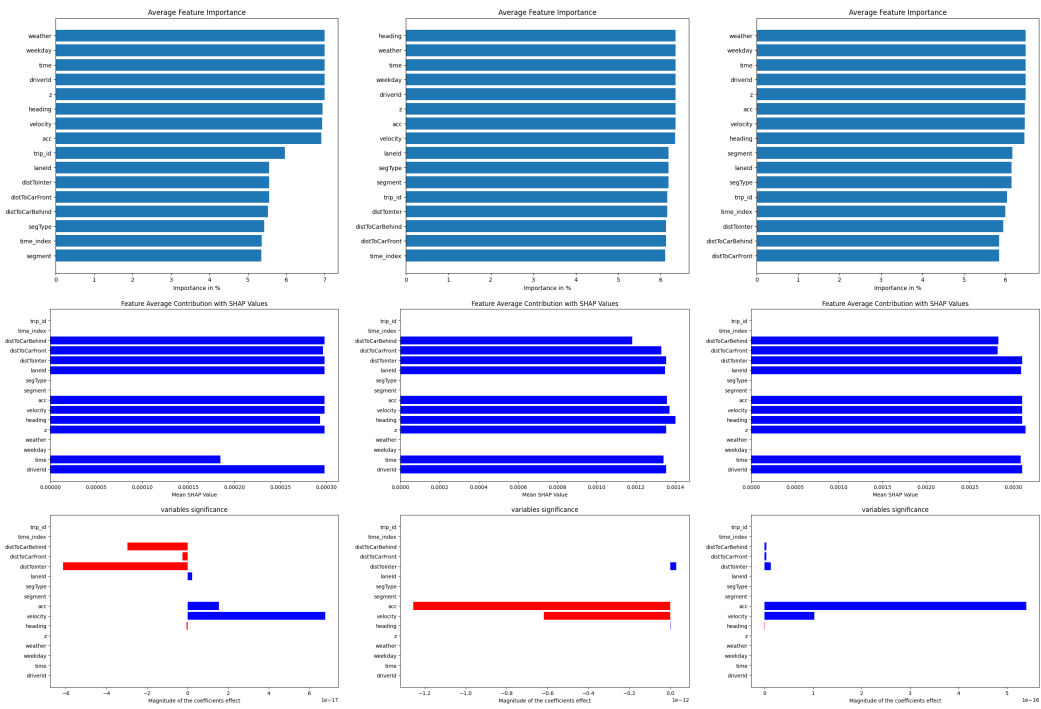 Average Feature Importance
weather
weekday
time
driverId
z
heading
velocity
acc
trip_id
laneId
distToInter
distToCarFront
distToCarBehind
segType
time_index
segment
0 1 2 3 4 5 6 7
Importance in %
Average Feature Importance
heading
weather
time
weekday
driverId
z
acc
velocity
laneId
segType
segment
trip_id
distToInter
distToCarBehind
distToCarFront
time_index
0 1 2 3 4 5 6
Importance in %
Average Feature Importance
weather
weekday
time
driverId
z
acc
velocity
heading
segment
laneId
segType
trip_id
time_index
distToInter
distToCarBehind
distToCarFront
0 1 2 3 4 5 6
Importance in %
Feature Average Contribution with SHAP Values
trip_id
time_index
distToCarBehind
distToCarFront
distToInter
laneId
segType
segment
acc
velocity
heading
z
weather
weekday
time
driverId
0.00000 0.00005 0.00010 0.00015 0.00020 0.00025 0.00030
Mean SHAP Value
Feature Average Contribution with SHAP Values
trip_id
time_index
distToCarBehind
distToCarFront
distToInter
laneId
segType
segment
acc
velocity
heading
z
weather
weekday
time
driverId
0.0000 0.0002 0.0004 0.0006 0.0008 0.0010 0.0012 0.0014
Mean SHAP Value
Feature Average Contribution with SHAP Values
trip_id
time_index
distToCarBehind
distToCarFront
distToInter
laneId
segType
segment
acc
velocity
heading
z
weather
weekday
time
driverId
0.0000 0.0005 0.0010 0.0015 0.0020 0.0025 0.0030
Mean SHAP Value
variables significance
trip_id
time_index
distToCarBehind
distToCarFront
distToInter
laneId
segType
segment
acc
velocity
heading
z
weather
weekday
time
driverId
−6 −4 −2 0 2 4 6
1e−17
Magnitude of the coefficients effect
variables significance
trip_id
time_index
distToCarBehind
distToCarFront
distToInter
laneId
segType
segment
acc
velocity
heading
z
weather
weekday
time
driverId
−1.2 −1.0 −0.8 −0.6 −0.4 −0.2 0.0
1e−12
Magnitude of the coefficients effect
variables significance
trip_id
time_index
distToCarBehind
distToCarFront
distToInter
laneId
segType
segment
acc
velocity
heading
z
weather
weekday
time
driverId
0 1 2 3 4 5
1e−16
Magnitude of the coefficients effect